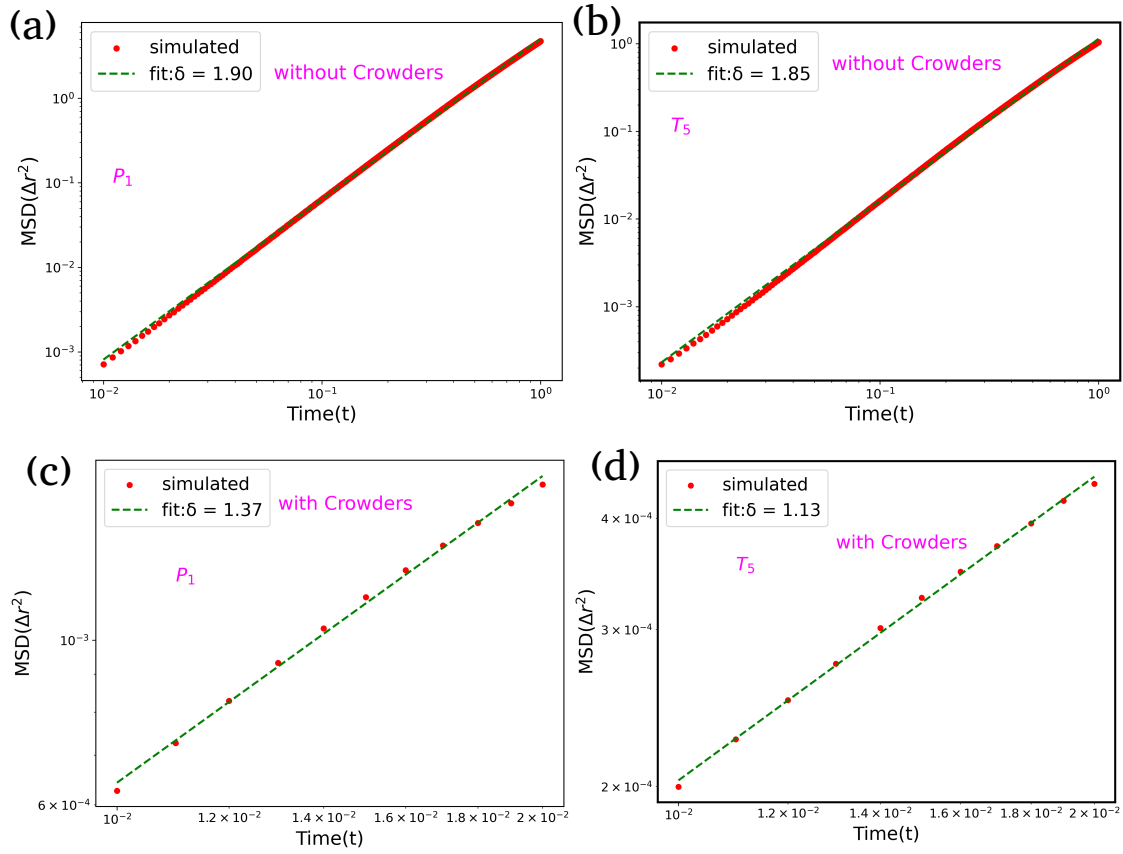 (a)
simulated
fit:δ = 1.90
without Crowders
P₁
MSD(Δr²)
10⁰
10⁻¹
10⁻²
10⁻³
10⁻² 10⁻¹ 10⁰
Time(t)
(b)
simulated
fit:δ = 1.85
without Crowders
T₅
MSD(Δr²)
10⁰
10⁻¹
10⁻²
10⁻³
10⁻² 10⁻¹ 10⁰
Time(t)
(c)
simulated
fit:δ = 1.37
with Crowders
P₁
MSD(Δr²)
10⁻³
6 × 10⁻⁴
10⁻² 1.2 × 10⁻² 1.4 × 10⁻² 1.6 × 10⁻² 1.8 × 10⁻² 2 × 10⁻²
Time(t)
(d)
simulated
fit:δ = 1.13
with Crowders
T₅
MSD(Δr²)
4 × 10⁻⁴
3 × 10⁻⁴
2 × 10⁻⁴
10⁻² 1.2 × 10⁻² 1.4 × 10⁻² 1.6 × 10⁻² 1.8 × 10⁻² 2 × 10⁻²
Time(t)